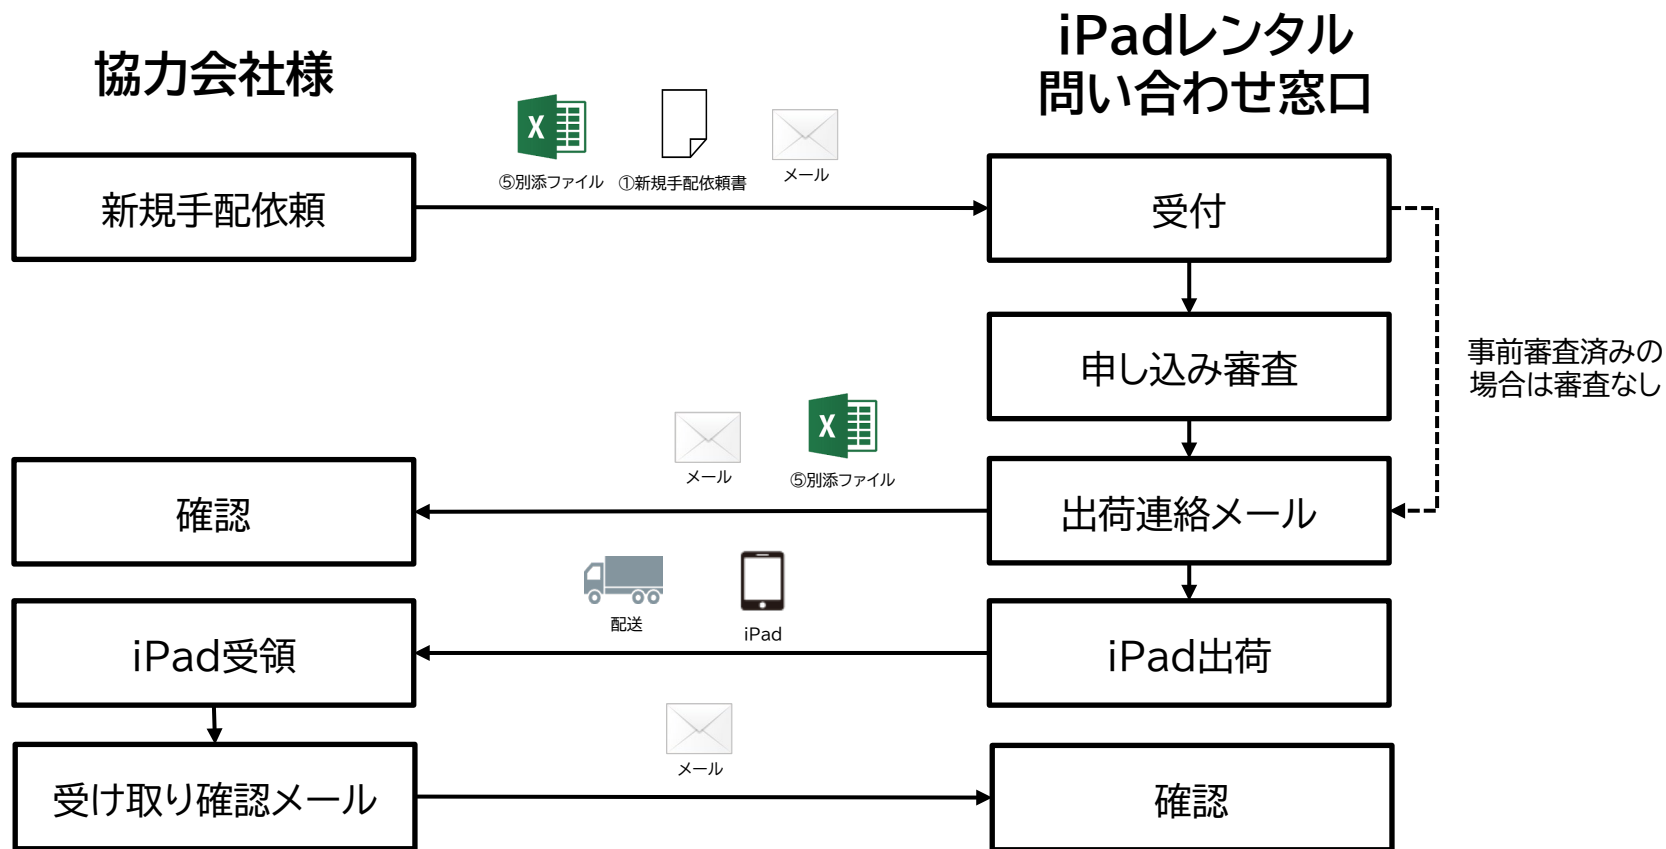 協力会社様
iPadレンタル
問い合わせ窓口
X
⑤別添ファイル
①新規手配依頼書
メール
新規手配依頼
受付
申し込み審査
事前審査済みの
場合は審査なし
メール
X
⑤別添ファイル
確認
出荷連絡メール
配送
iPad
iPad受領
iPad出荷
メール
受け取り確認メール
確認